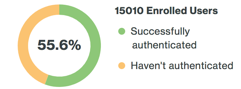 15010 Enrolled Users
55.6%
Successfully
authenticated
Haven't authenticated